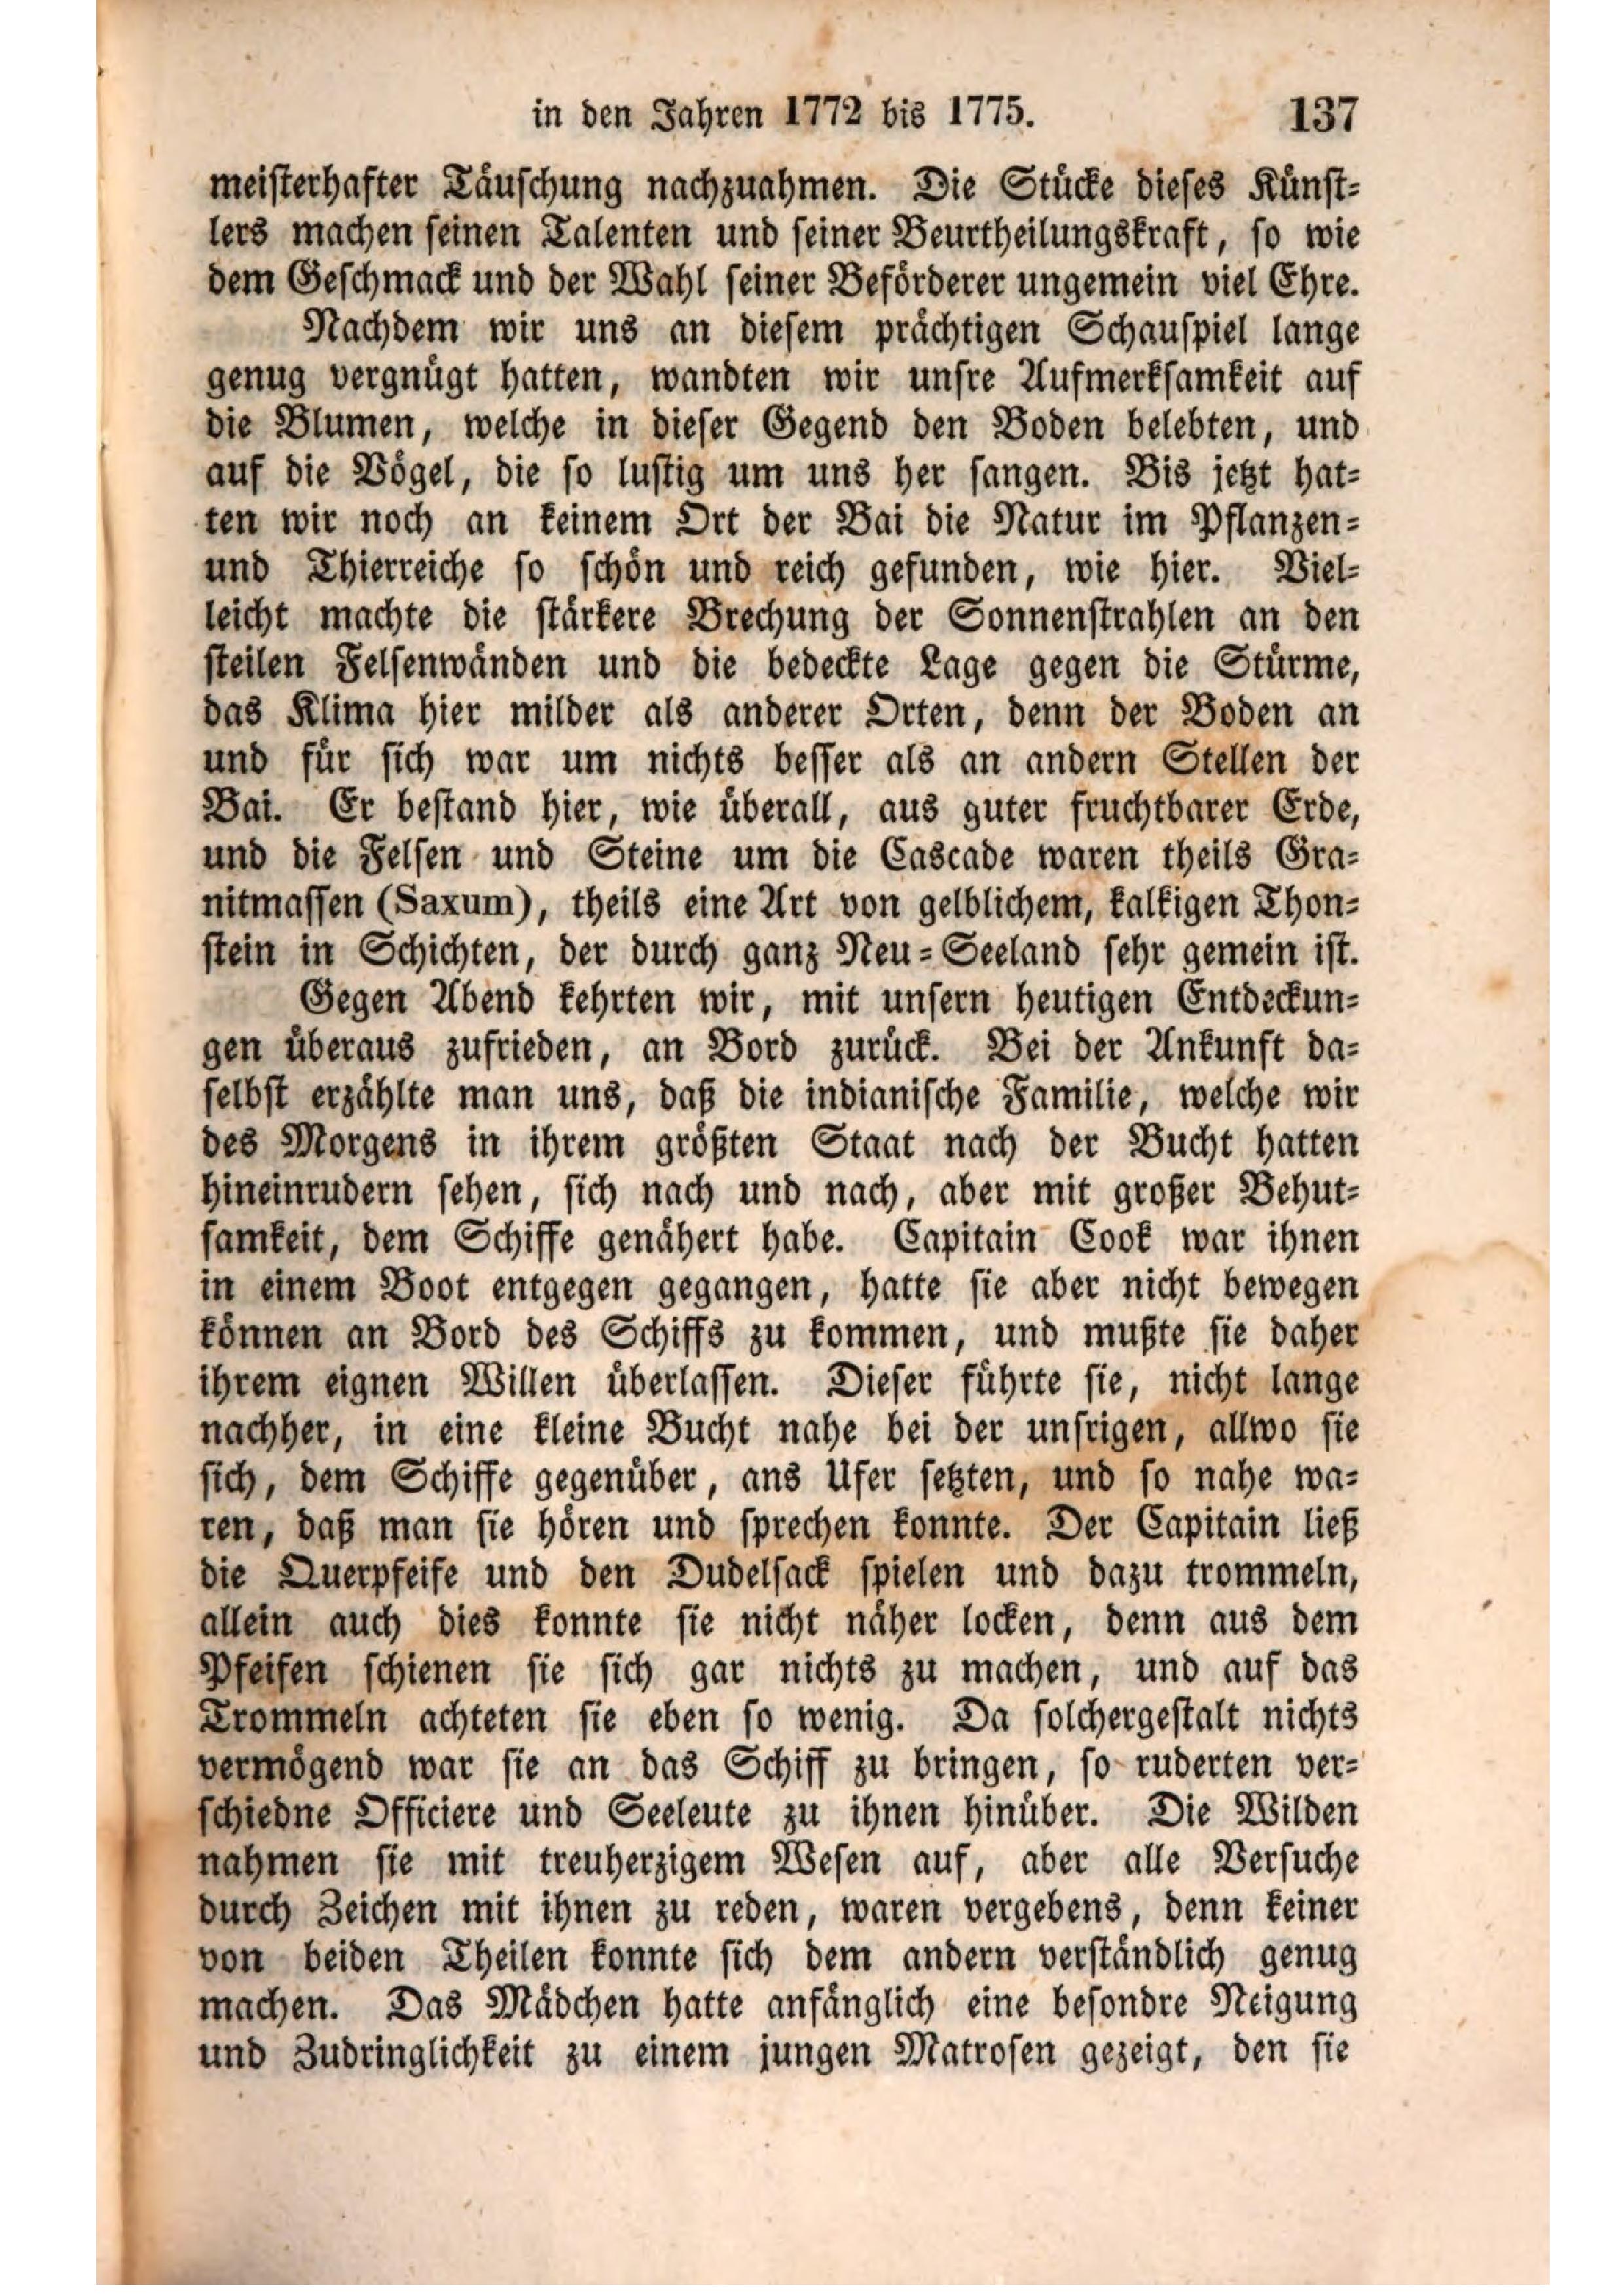 in den Jahren 1772 bis 1775. 137
meisterhafter Täuschung nachzuahmen. Die Stücke dieses Künst=
lers machen seinen Talenten und seiner Beurtheilungskraft, so wie
dem Geschmack und der Wahl seiner Beförderer ungemein viel Ehre.
Nachdem wir uns an diesem prächtigen Schauspiel lange
genug vergnügt hatten, wandten wir unsre Aufmerksamkeit auf
die Blumen, welche in dieser Gegend den Boden belebten, und
auf die Vögel, die so lustig um uns her sangen. Bis jetzt hat=
ten wir noch an keinem Ort der Bai die Natur im Pflanzen=
und Thierreiche so schön und reich gefunden, wie hier. Viel=
leicht machte die stärkere Brechung der Sonnenstrahlen an den
steilen Felsenwänden und die bedeckte Lage gegen die Stürme,
das Klima hier milder als anderer Orten, denn der Boden an
und für sich war um nichts besser als an andern Stellen der
Bai. Er bestand hier, wie überall, aus guter fruchtbarer Erde,
und die Felsen und Steine um die Cascade waren theils Gra=
nitmassen (Saxum), theils eine Art von gelblichem, kalkigen Thon=
stein in Schichten, der durch ganz Neu=Seeland sehr gemein ist.
Gegen Abend kehrten wir, mit unsern heutigen Entdeckun=
gen überaus zufrieden, an Bord zurück. Bei der Ankunft da=
selbst erzählte man uns, daß die indianische Familie, welche wir
des Morgens in ihrem größten Staat nach der Bucht hatten
hineinrudern sehen, sich nach und nach, aber mit großer Behut=
samkeit, dem Schiffe genähert habe. Capitain Cook war ihnen
in einem Boot entgegen gegangen, hatte sie aber nicht bewegen
können an Bord des Schiffs zu kommen, und mußte sie daher
ihrem eignen Willen überlassen. Dieser führte sie, nicht lange
nachher, in eine kleine Bucht nahe bei der unsrigen, allwo sie
sich, dem Schiffe gegenüber, ans Ufer setzten, und so nahe wa=
ren, daß man sie hören und sprechen konnte. Der Capitain ließ
die Querpfeife und den Dudelsack spielen und dazu trommeln,
allein auch dies konnte sie nicht näher locken, denn aus dem
Pfeifen schienen sie sich gar nichts zu machen, und auf das
Trommeln achteten sie eben so wenig. Da solchergestalt nichts
vermögend war sie an das Schiff zu bringen, so ruderten ver=
schiedne Officiere und Seeleute zu ihnen hinüber. Die Wilden
nahmen sie mit treuherzigem Wesen auf, aber alle Versuche
durch Zeichen mit ihnen zu reden, waren vergebens, denn keiner
von beiden Theilen konnte sich dem andern verständlich genug
machen. Das Mädchen hatte anfänglich eine besondre Neigung
und Zudringlichkeit zu einem jungen Matrosen gezeigt, den sie